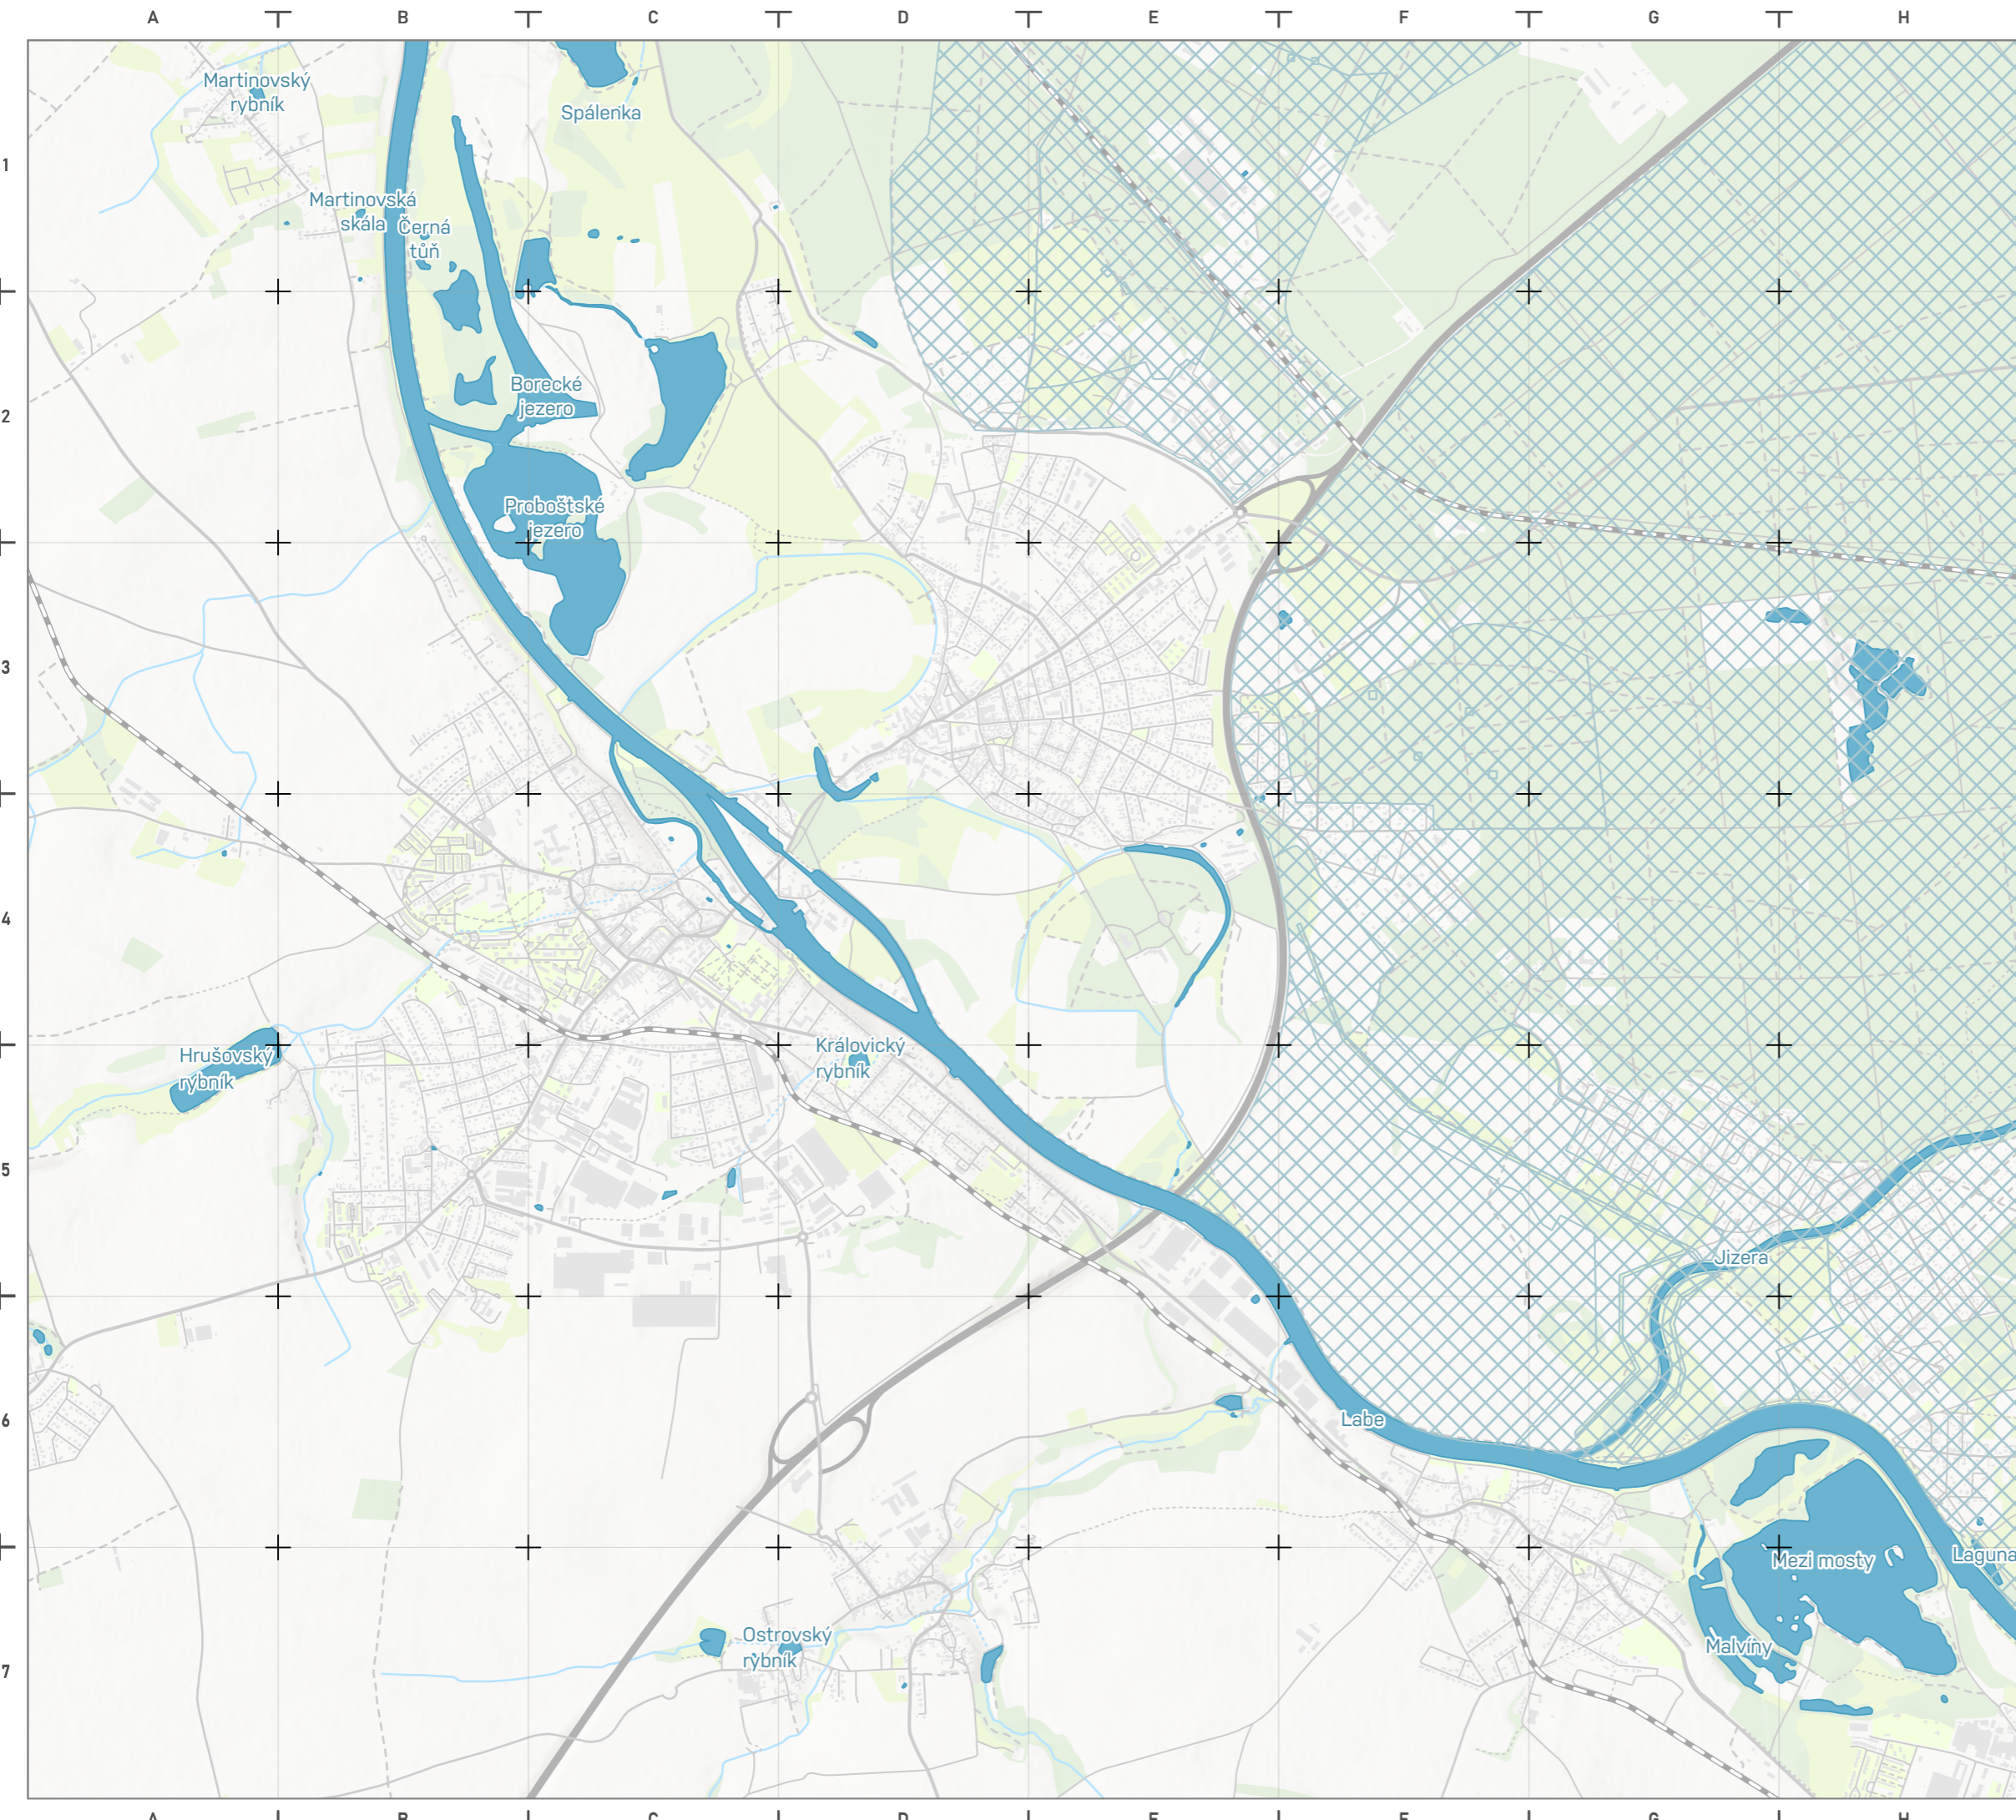 A B C D E F G H
Martinovský
rybník
Spálenka
1
Martinovská
skála
Černá
tůň
Borecké
jezero
2
Proboštské
jezero
3
4
Hrušovský
rybník
Královický
rybník
5
Jizera
6
Labe
Mezi mosty
Laguna
Ostrovský
rybník
Malvíny
7
A B C D E F G H